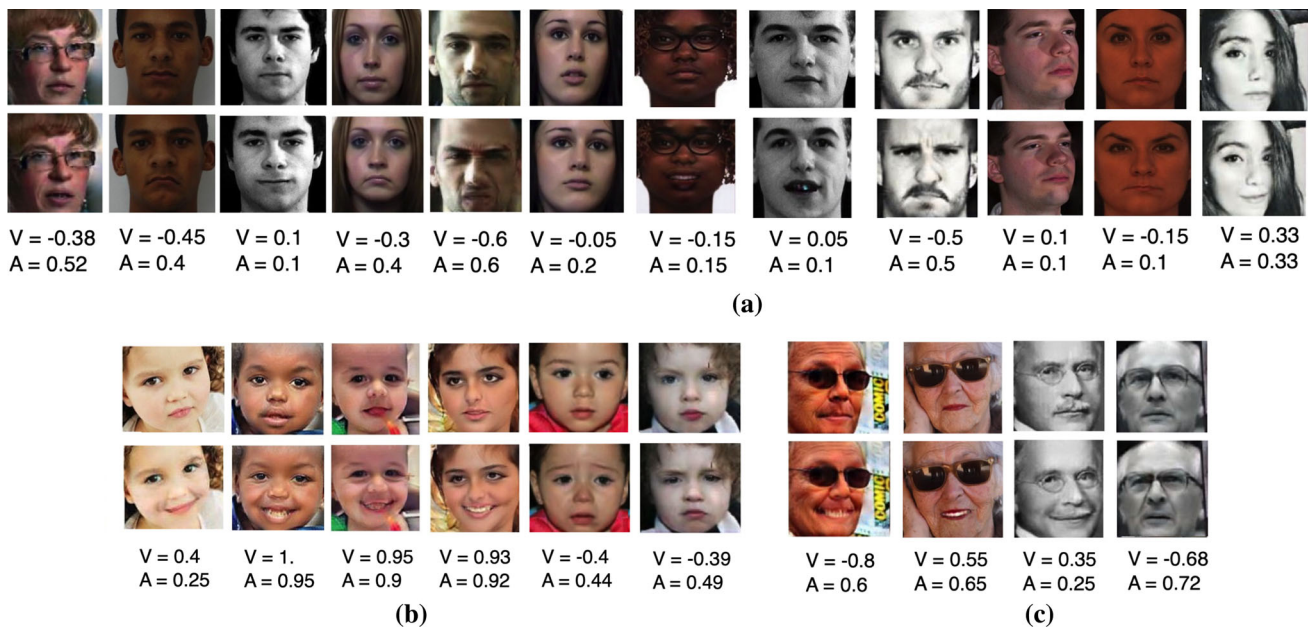 V = -0.38 V = -0.45 V = 0.1 V = -0.3 V = -0.6 V = -0.05 V = -0.15 V = 0.05 V = -0.5 V = 0.1 V = -0.15 V = 0.33
A = 0.52 A = 0.4 A = 0.1 A = 0.4 A = 0.6 A = 0.2 A = 0.15 A = 0.1 A = 0.5 A = 0.1 A = 0.1 A = 0.33
(a)
COMIC
COMIC
V = 0.4 V = 1. V = 0.95 V = 0.93 V = -0.4 V = -0.39 V = -0.8 V = 0.55 V = 0.35 V = -0.68
A = 0.25 A = 0.95 A = 0.9 A = 0.92 A = 0.44 A = 0.49 A = 0.6 A = 0.65 A = 0.25 A = 0.72
(b) (c)